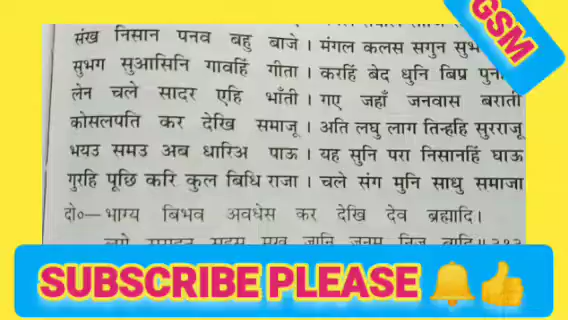 GSM
संख निसान पनव बहु बाजे। मंगल कलस सगुन
सुभग सुआसिनि गावहिं गीता। करहिं बेद धुनि बिप्र
लेन चले सादर एहि भाँती। गए जहाँ जनवास बराती
कोसलपति कर देखि समाजू। अति लघु लाग तिन्हहि सुरराजू
भयउ समउ अब धारिअ पाऊ। यह सुनि परा निसानहिं घाऊ
गुरहि पूछि करि कुल बिधि राजा। चले संग मुनि साधु समाजा
दो०—भाग्य बिभव अवधेस कर देखि देव ब्रह्मादि।
SUBSCRIBE PLEASE